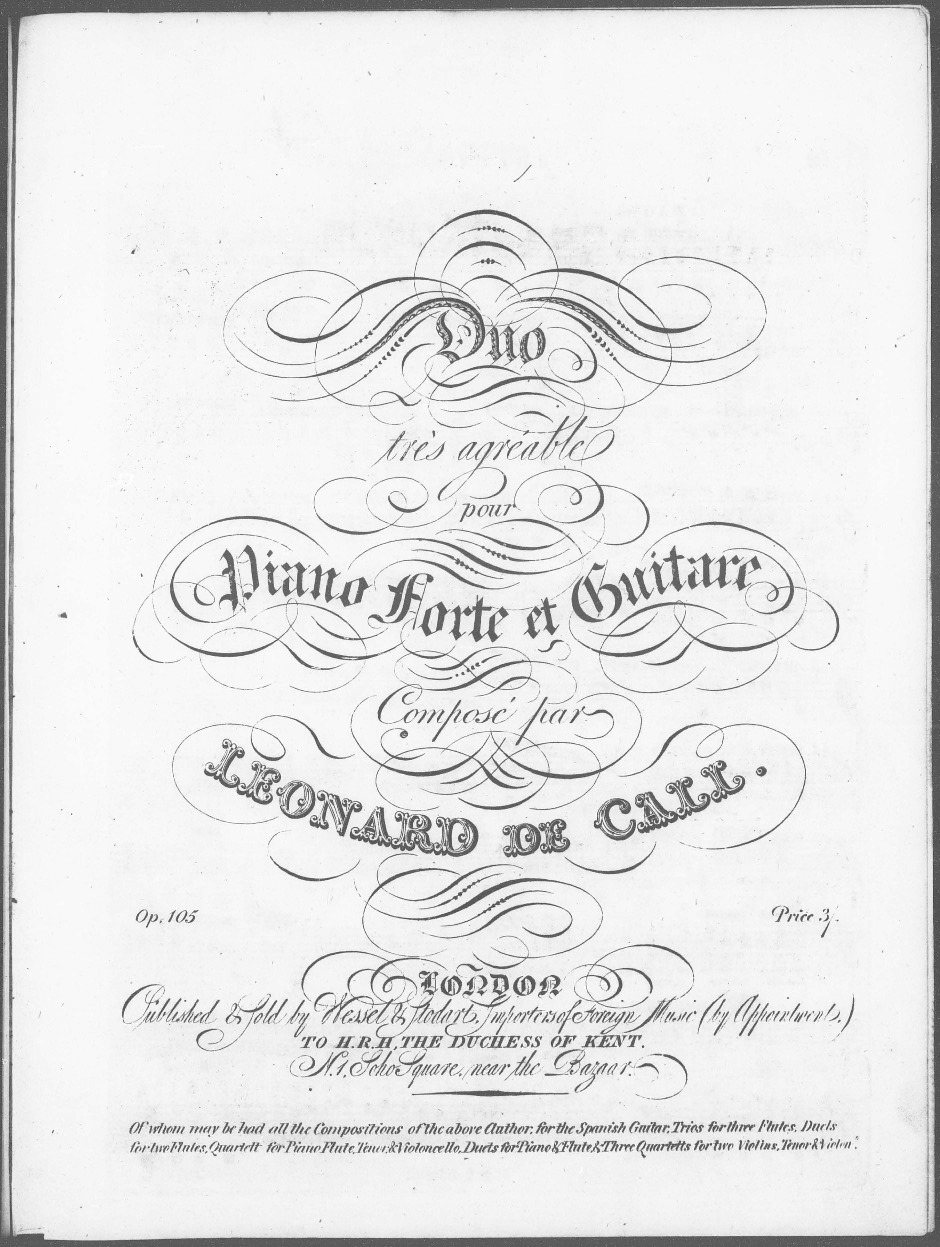 Duo
très agréable
pour
Piano Forte et Guitare
Composé par
LEONARD DE CALL.
Op. 105
Price 3/.
LONDON
Published & Sold by Wessel & Stodart, Importers of Foreign Music (by Appointment,)
TO H.R.H, THE DUCHESS OF KENT.
No. 1, Soho Square, near the Bazaar.
Of whom may be had all the Compositions of the above Author, for the Spanish Guitar, Trios for three Flutes, Duets
for two Flutes, Quartett for Piano Flute, Tenor, & Violoncello, Duets for Piano & Flute, & Three Quartetts for two Violins, Tenor & Violon°.